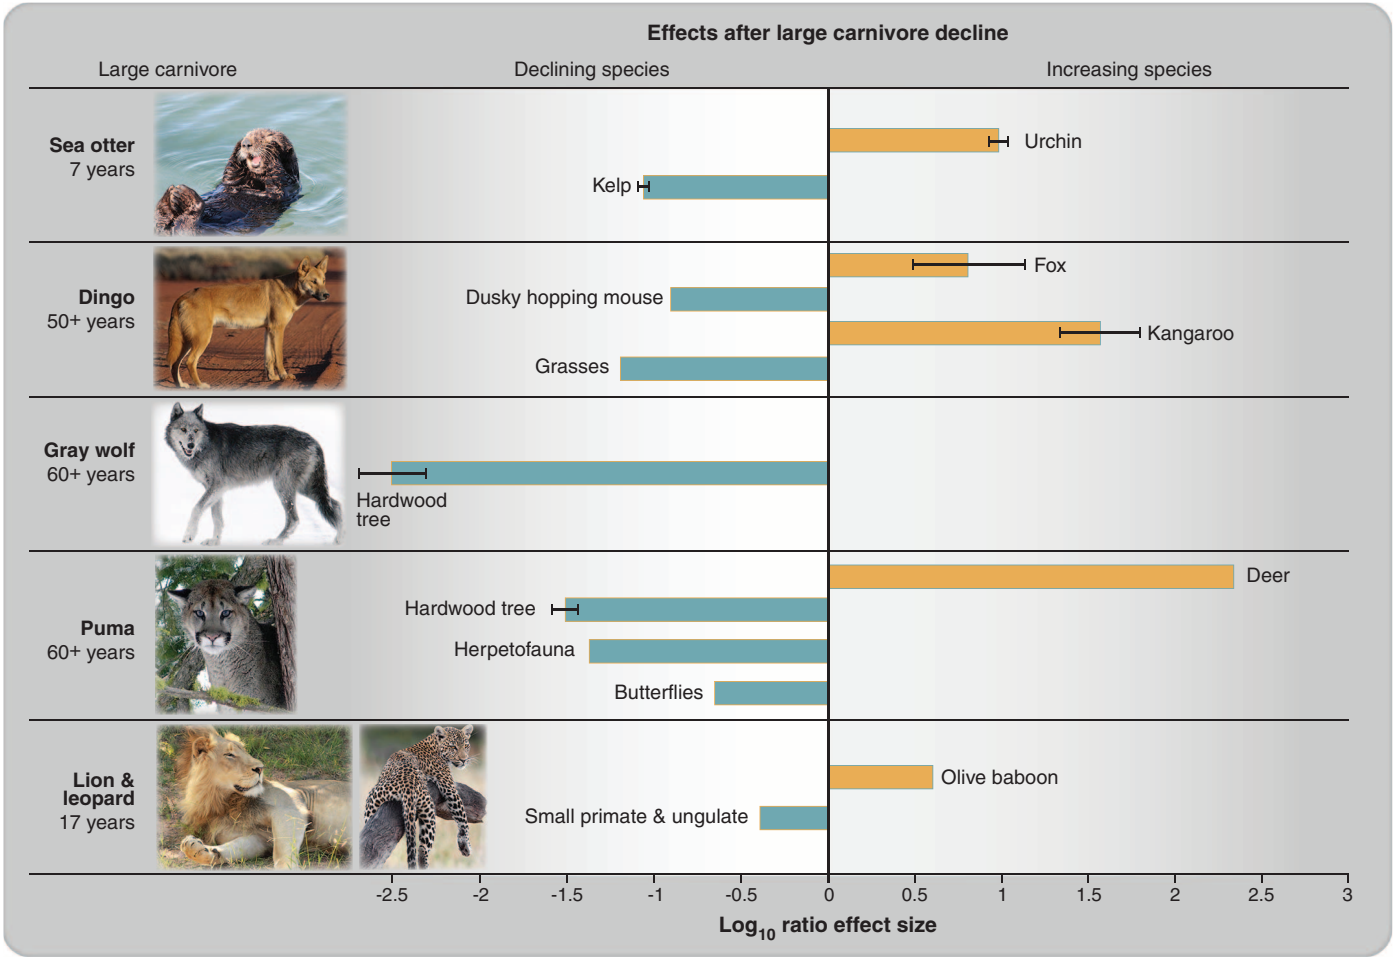 Effects after large carnivore decline
Large carnivore
Declining species
Increasing species
Sea otter
7 years
Urchin
Kelp
Dingo
50+ years
Fox
Dusky hopping mouse
Kangaroo
Grasses
Gray wolf
60+ years
Hardwood
tree
Puma
60+ years
Deer
Hardwood tree
Herpetofauna
Butterflies
Lion &
leopard
17 years
Olive baboon
Small primate & ungulate
-2.5 -2 -1.5 -1 -0.5 0 0.5 1 1.5 2 2.5 3
Log10 ratio effect size